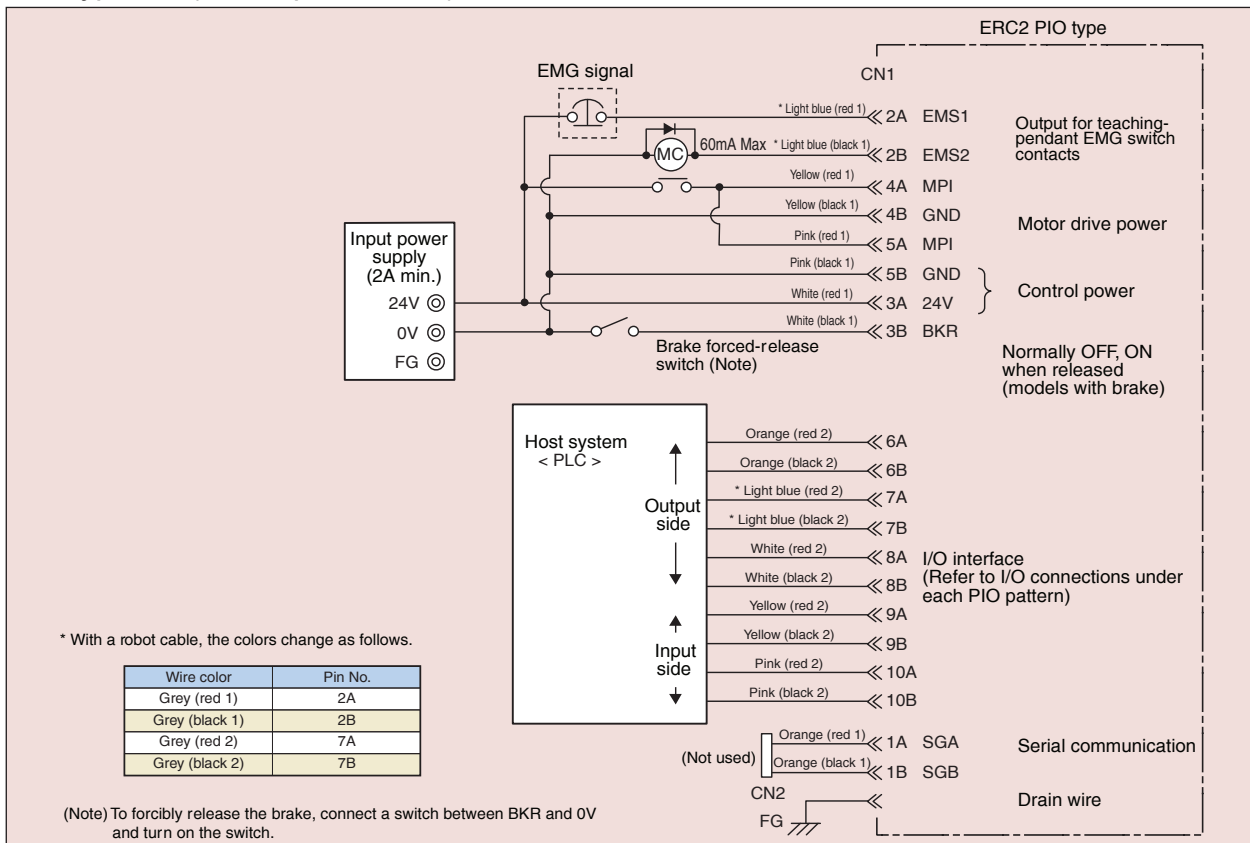 ERC2 PIO type
CN1
EMG signal
* Light blue (red 1)
2A EMS1
60mA Max
* Light blue (black 1)
2B EMS2
MC
Output for teaching-
pendant EMG switch
contacts
Yellow (red 1)
4A MPI
Yellow (black 1)
4B GND
Pink (red 1)
5A MPI
Motor drive power
Pink (black 1)
5B GND
White (red 1)
3A 24V
Control power
White (black 1)
3B BKR
Input power
supply
(2A min.)
24V
0V
FG
Brake forced-release
switch (Note)
Normally OFF, ON
when released
(models with brake)
Host system
< PLC >
Output
side
Input
side
Orange (red 2)
6A
Orange (black 2)
6B
* Light blue (red 2)
7A
* Light blue (black 2)
7B
White (red 2)
8A
White (black 2)
8B
Yellow (red 2)
9A
Yellow (black 2)
9B
Pink (red 2)
10A
Pink (black 2)
10B
I/O interface
(Refer to I/O connections under
each PIO pattern)
(Not used)
Orange (red 1)
1A SGA
Orange (black 1)
1B SGB
Serial communication
CN2
FG
Drain wire
* With a robot cable, the colors change as follows.
Wire color Pin No.
Grey (red 1) 2A
Grey (black 1) 2B
Grey (red 2) 7A
Grey (black 2) 7B
(Note) To forcibly release the brake, connect a switch between BKR and 0V
and turn on the switch.